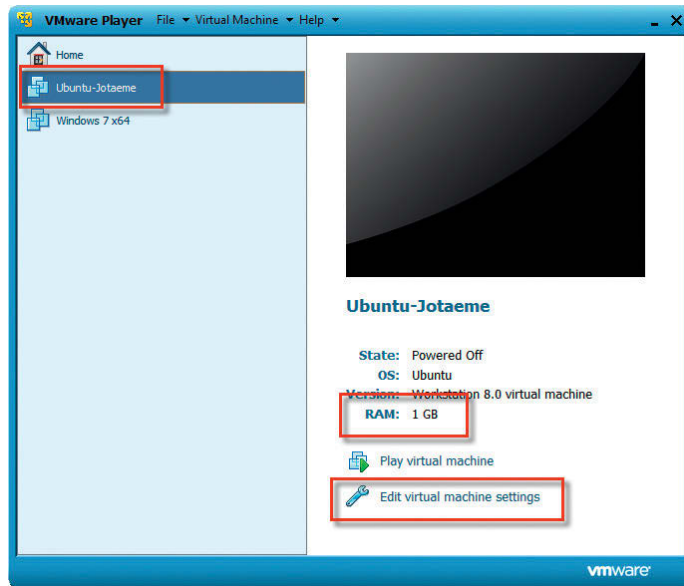 VMware Player File Virtual Machine Help
Home
Ubuntu-Jotaeme
Windows 7 x64
Ubuntu-Jotaeme
State: Powered Off
OS: Ubuntu
Version: Workstation 8.0 virtual machine
RAM: 1 GB
Play virtual machine
Edit virtual machine settings
vmware